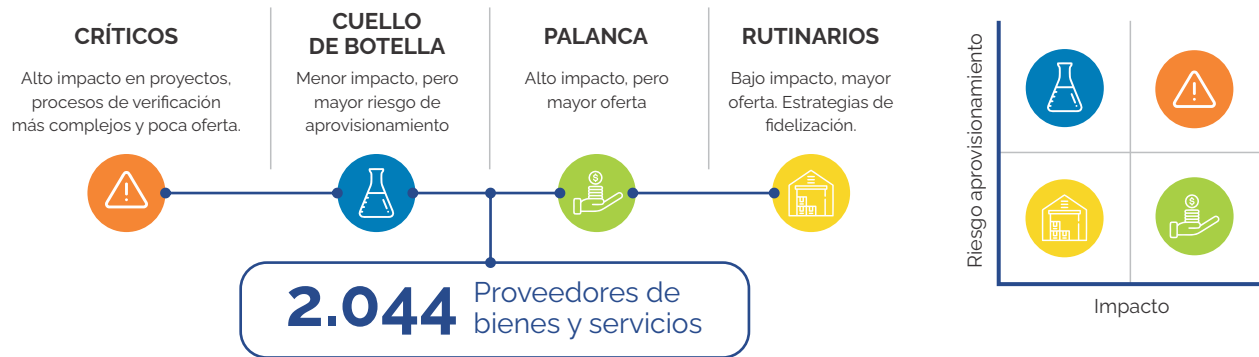 CRÍTICOS
Alto impacto en proyectos,
procesos de verificación
más complejos y poca oferta.
CUELLO
DE BOTELLA
Menor impacto, pero
mayor riesgo de
aprovisionamiento
PALANCA
Alto impacto, pero
mayor oferta
RUTINARIOS
Bajo impacto, mayor
oferta. Estrategias de
fidelización.
2.044
Proveedores de
bienes y servicios
Riesgo aprovisionamiento
Impacto